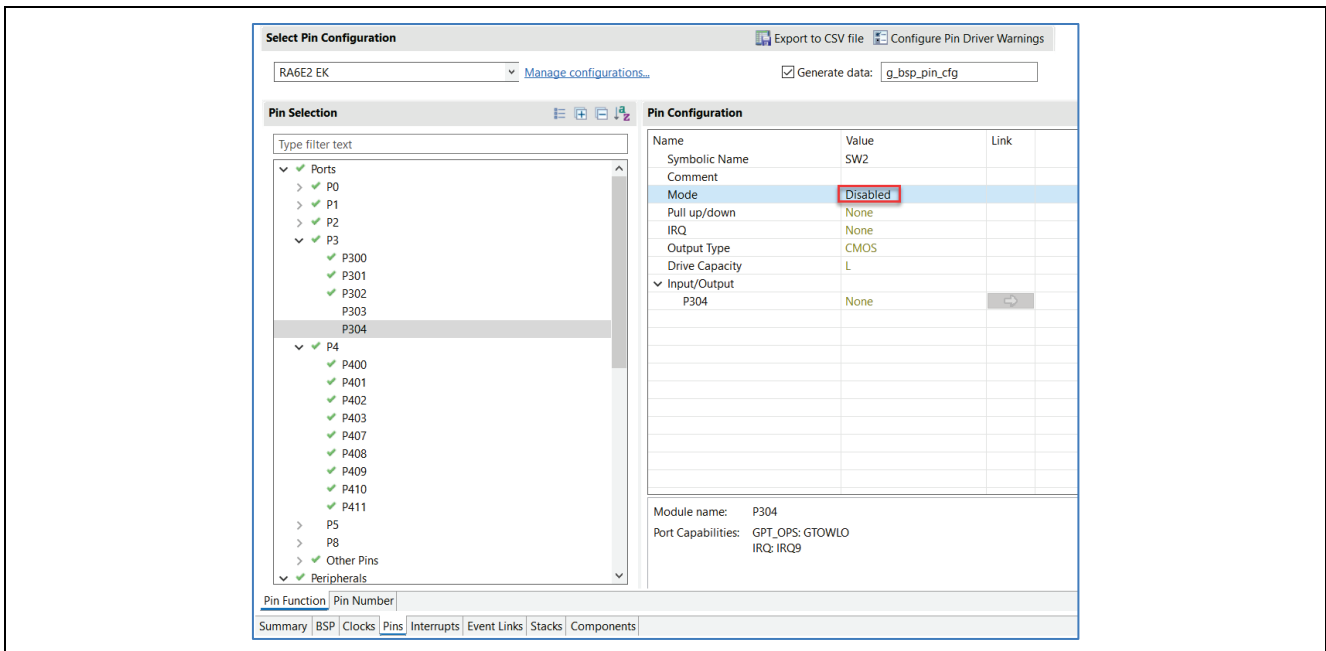 Select Pin Configuration
Export to CSV file Configure Pin Driver Warnings
RA6E2 EK
Manage configurations...
Generate data: g_bsp_pin_cfg
Pin Selection
Type filter text
Ports
P0
P1
P2
P3
P300
P301
P302
P303
P304
P4
P400
P401
P402
P403
P407
P408
P409
P410
P411
P5
P8
Other Pins
Peripherals
Pin Configuration
Name Value Link
Symbolic Name SW2
Comment
Mode Disabled
Pull up/down None
IRQ None
Output Type CMOS
Drive Capacity L
Input/Output
P304 None
Module name: P304
Port Capabilities: GPT_OPS: GTOWLO
IRQ: IRQ9
Pin Function Pin Number
Summary BSP Clocks Pins Interrupts Event Links Stacks Components